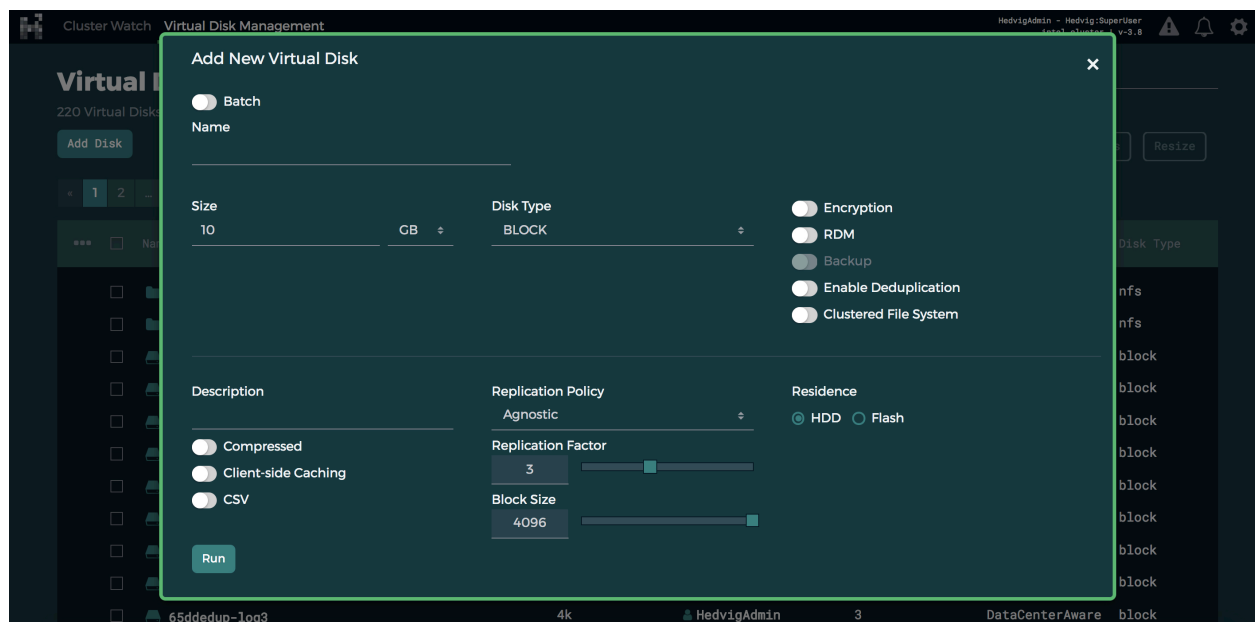 Cluster Watch Virtual Disk Management HedvigAdmin - Hedvig:SuperUser
v-3.8
Add New Virtual Disk
×
Virtual
220 Virtual Disks
Batch
Name
Add Disk
Resize
1 2 …
Size Disk Type
10 GB BLOCK
Encryption
RDM
Backup
Enable Deduplication
Clustered File System
Disk Type
nfs
nfs
block
block
block
block
block
block
block
block
Description Replication Policy Residence
Agnostic HDD Flash
Compressed Replication Factor
Client-side Caching 3
CSV Block Size
4096
Run
65ddedup-log3 4k HedvigAdmin 3 DataCenterAware block